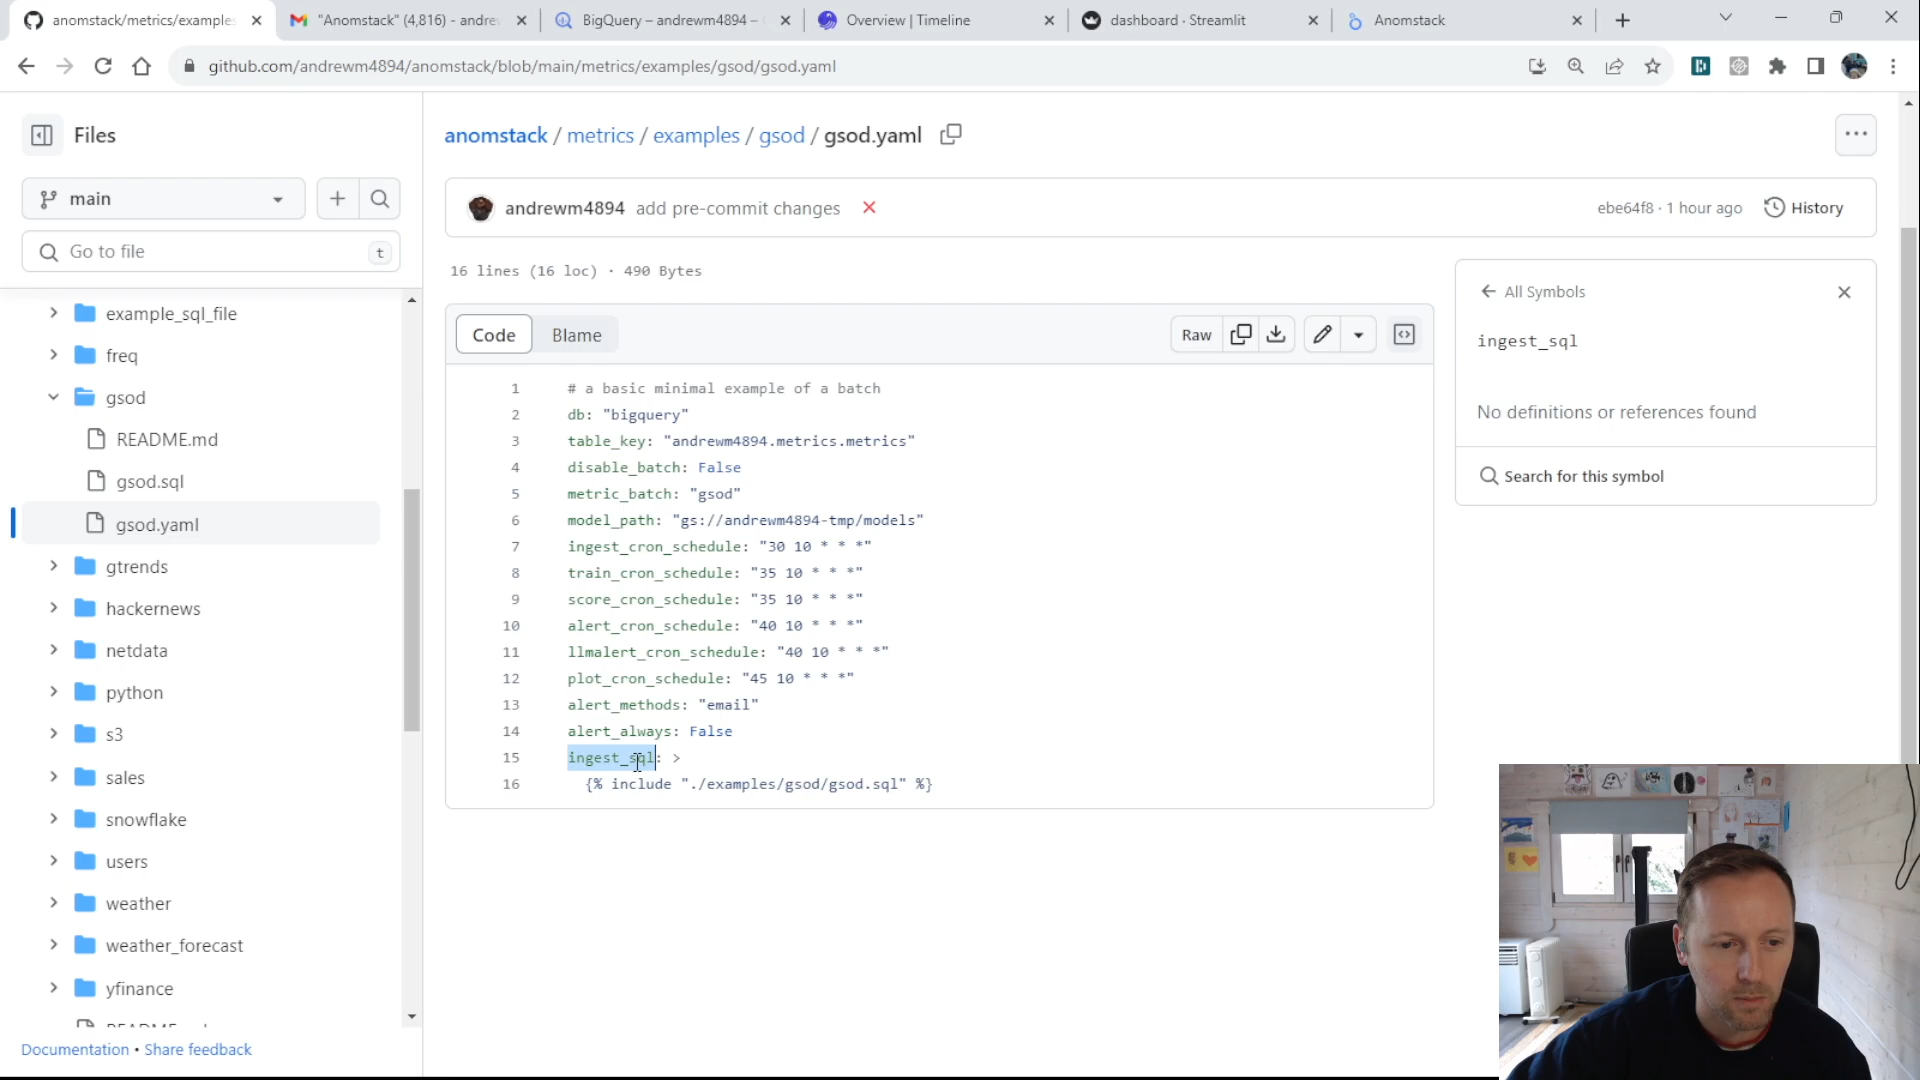 anomstack/metrics/examples
"Anomstack" (4,816) - andrew
BigQuery – andrewm4894 –
Overview | Timeline
dashboard · Streamlit
Anomstack
github.com/andrewm4894/anomstack/blob/main/metrics/examples/gsod/gsod.yaml
Files
main
Go to file
t
example_sql_file
freq
gsod
README.md
gsod.sql
gsod.yaml
gtrends
hackernews
netdata
python
s3
sales
snowflake
users
weather
weather_forecast
yfinance
README.md
Documentation • Share feedback
anomstack / metrics / examples / gsod / gsod.yaml
andrewm4894 add pre-commit changes
ebe64f8 · 1 hour ago
History
16 lines (16 loc) · 490 Bytes
Code
Blame
Raw
1 # a basic minimal example of a batch
2 db: "bigquery"
3 table_key: "andrewm4894.metrics.metrics"
4 disable_batch: False
5 metric_batch: "gsod"
6 model_path: "gs://andrewm4894-tmp/models"
7 ingest_cron_schedule: "30 10 * * *"
8 train_cron_schedule: "35 10 * * *"
9 score_cron_schedule: "35 10 * * *"
10 alert_cron_schedule: "40 10 * * *"
11 llmalert_cron_schedule: "40 10 * * *"
12 plot_cron_schedule: "45 10 * * *"
13 alert_methods: "email"
14 alert_always: False
15 ingest_sql: >
16 {% include "./examples/gsod/gsod.sql" %}
All Symbols
ingest_sql
No definitions or references found
Search for this symbol